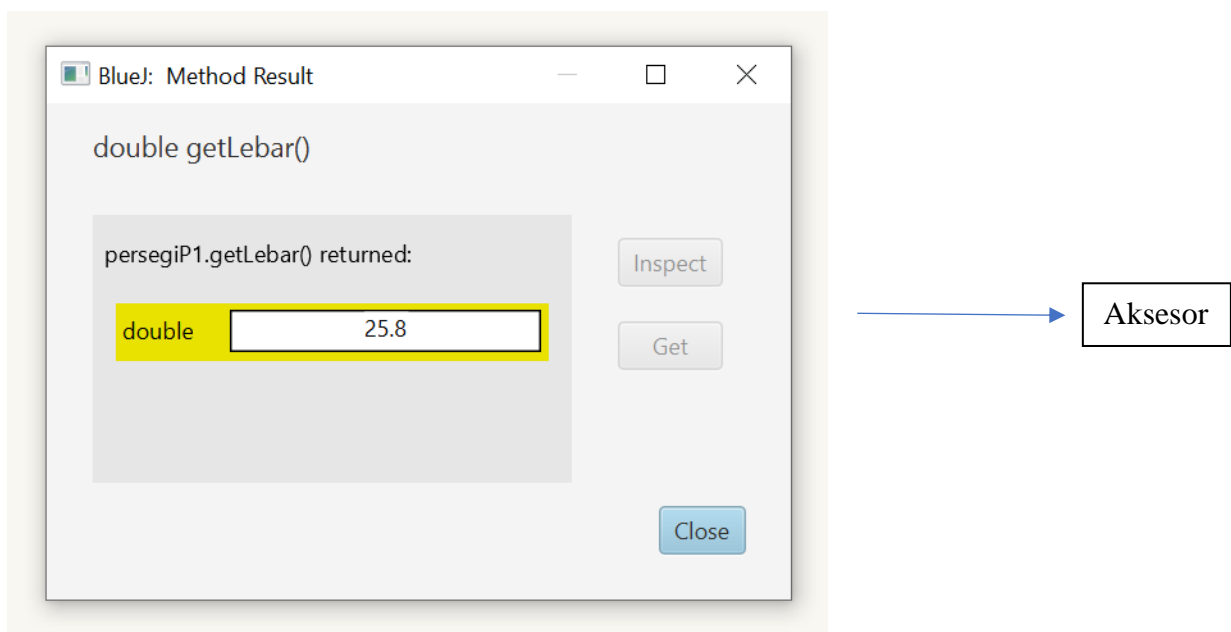 BlueJ: Method Result
double getLebar()
persegiP1.getLebar() returned:
double 25.8
Inspect
Get
Close
Aksesor